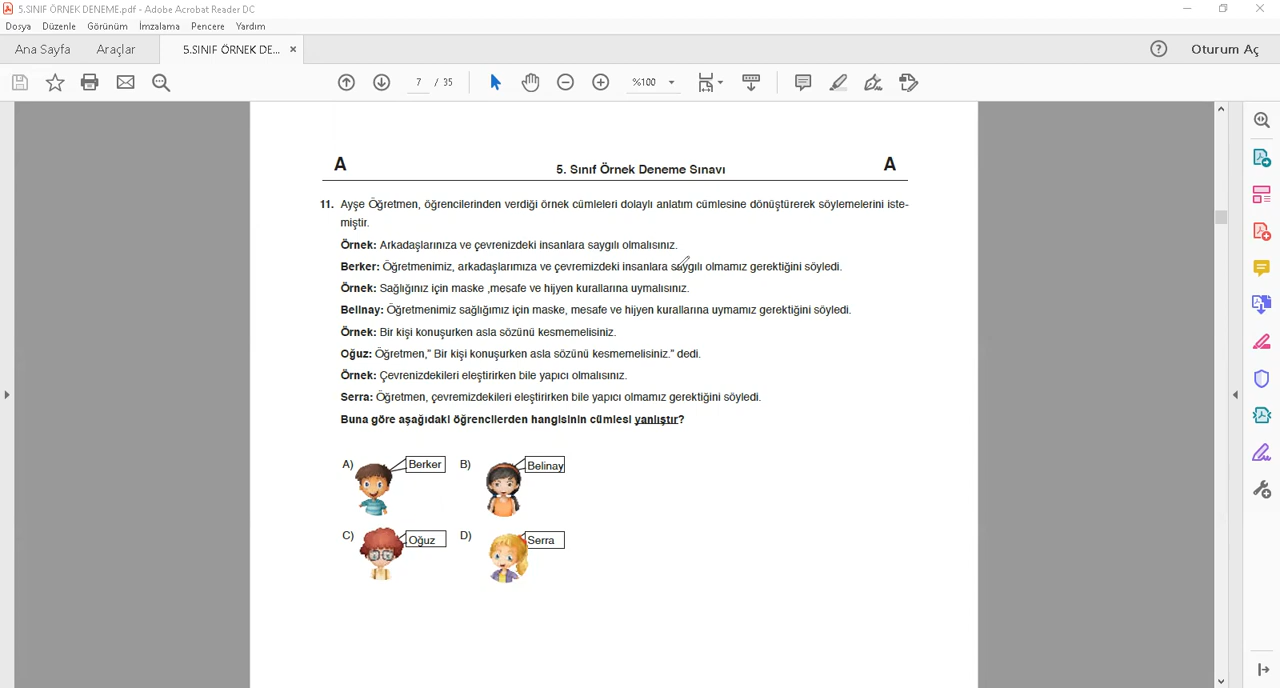 5.SINIF ÖRNEK DENEME.pdf - Adobe Acrobat Reader DC
Dosya Düzenle Görünüm İmzalama Pencere Yardım
Ana Sayfa Araçlar 5.SINIF ÖRNEK DE... × Oturum Aç
7 / 35 %100
A 5. Sınıf Örnek Deneme Sınavı A
11. Ayşe Öğretmen, öğrencilerinden verdiği örnek cümleleri dolaylı anlatım cümlesine dönüştürerek söylemelerini iste-
miştir.
Örnek: Arkadaşlarınıza ve çevrenizdeki insanlara saygılı olmalısınız.
Berker: Öğretmenimiz, arkadaşlarımıza ve çevremizdeki insanlara saygılı olmamız gerektiğini söyledi.
Örnek: Sağlığınız için maske ,mesafe ve hijyen kurallarına uymalısınız.
Belinay: Öğretmenimiz sağlığımız için maske, mesafe ve hijyen kurallarına uymamız gerektiğini söyledi.
Örnek: Bir kişi konuşurken asla sözünü kesmemelisiniz.
Oğuz: Öğretmen," Bir kişi konuşurken asla sözünü kesmemelisiniz." dedi.
Örnek: Çevrenizdekileri eleştirirken bile yapıcı olmalısınız.
Serra: Öğretmen, çevremizdekileri eleştirirken bile yapıcı olmamız gerektiğini söyledi.
Buna göre aşağıdaki öğrencilerden hangisinin cümlesi yanlıştır?
A) Berker B) Belinay
C) Oğuz D) Serra